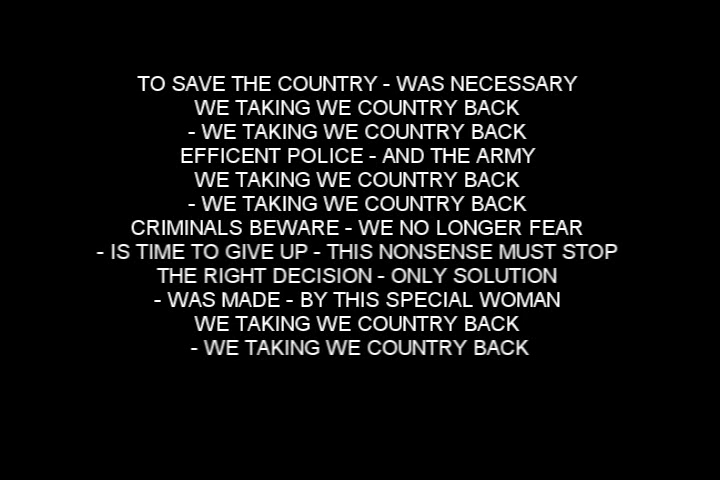 TO SAVE THE COUNTRY - WAS NECESSARY
WE TAKING WE COUNTRY BACK
- WE TAKING WE COUNTRY BACK
EFFICENT POLICE - AND THE ARMY
WE TAKING WE COUNTRY BACK
- WE TAKING WE COUNTRY BACK
CRIMINALS BEWARE - WE NO LONGER FEAR
- IS TIME TO GIVE UP - THIS NONSENSE MUST STOP
THE RIGHT DECISION - ONLY SOLUTION
- WAS MADE - BY THIS SPECIAL WOMAN
WE TAKING WE COUNTRY BACK
- WE TAKING WE COUNTRY BACK